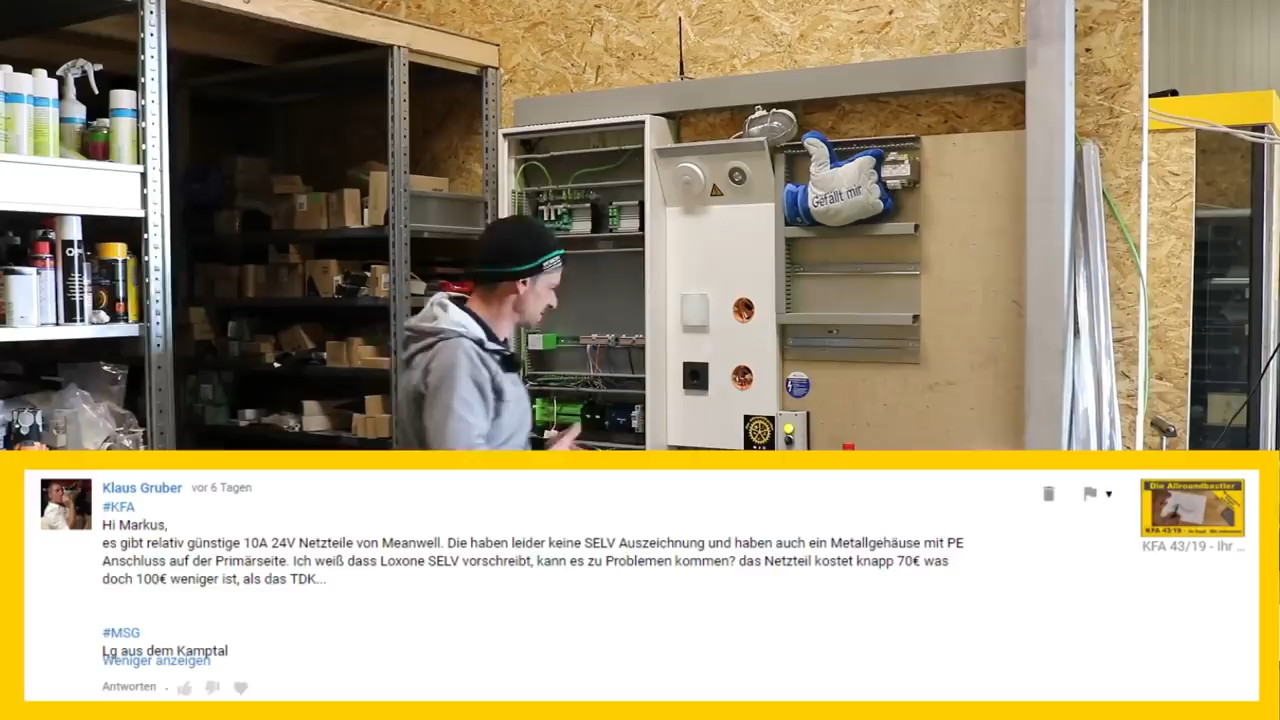 Gefällt mir
Klaus Gruber vor 6 Tagen
#KFA
Hi Markus,
es gibt relativ günstige 10A 24V Netzteile von Meanwell. Die haben leider keine SELV Auszeichnung und haben auch ein Metallgehäuse mit PE
Anschluss auf der Primärseite. Ich weiß dass Loxone SELV vorschreibt, kann es zu Problemen kommen? das Netzteil kostet knapp 70€ was
doch 100€ weniger ist, als das TDK...
#MSG
Lg aus dem Kamptal
Weniger anzeigen
Antworten .
Die Allroundbastler
KFA 43/19 -
KFA 43/19 - Ihr ...